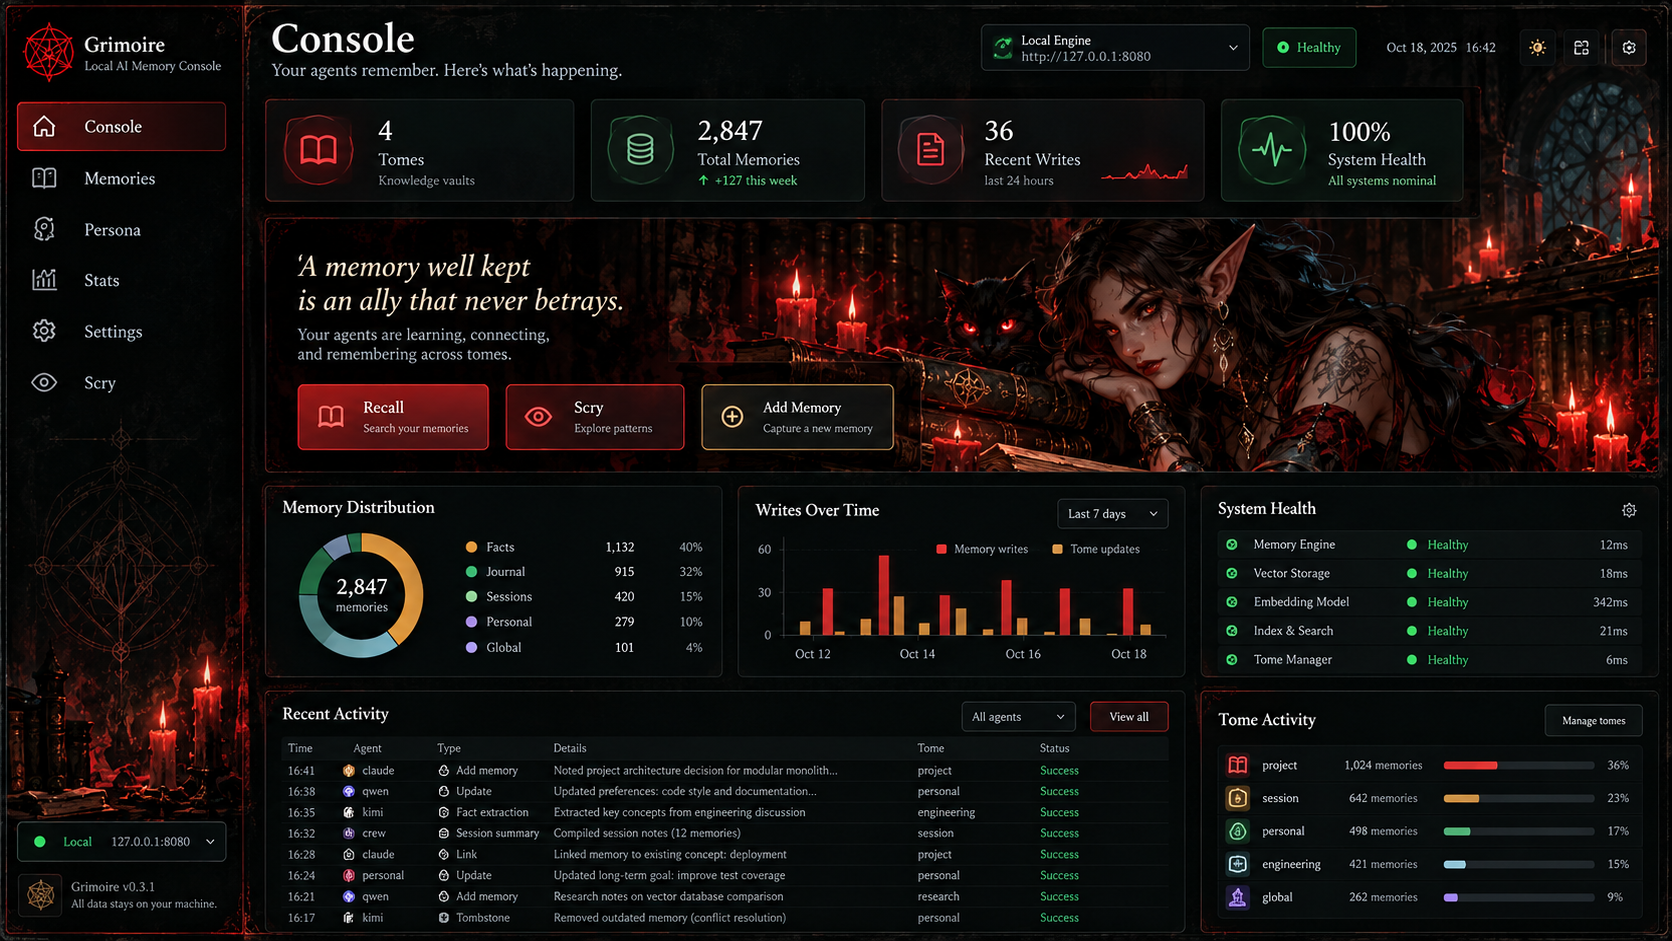 Grimoire
Local AI Memory Console
Console
Memories
Persona
Stats
Settings
Scry
Local 127.0.0.1:8080
Grimoire v0.3.1
All data stays on your machine.
Console
Your agents remember. Here's what's happening.
Local Engine
http://127.0.0.1:8080
Healthy
Oct 18, 2025 16:42
4
Tomes
Knowledge vaults
2,847
Total Memories
↑ +127 this week
36
Recent Writes
last 24 hours
100%
System Health
All systems nominal
‘A memory well kept
is an ally that never betrays.
Your agents are learning, connecting,
and remembering across tomes.
Recall
Search your memories
Scry
Explore patterns
Add Memory
Capture a new memory
Memory Distribution
2,847
memories
Facts 1,132 40%
Journal 915 32%
Sessions 420 15%
Personal 279 10%
Global 101 4%
Writes Over Time
Last 7 days
Memory writes
Tome updates
60
30
0
Oct 12 Oct 14 Oct 16 Oct 18
System Health
Memory Engine Healthy 12ms
Vector Storage Healthy 18ms
Embedding Model Healthy 342ms
Index & Search Healthy 21ms
Tome Manager Healthy 6ms
Recent Activity
All agents
View all
Time Agent Type Details Tome Status
16:41 claude Add memory Noted project architecture decision for modular monolith... project Success
16:38 qwen Update Updated preferences: code style and documentation... personal Success
16:35 kimi Fact extraction Extracted key concepts from engineering discussion engineering Success
16:32 crew Session summary Compiled session notes (12 memories) session Success
16:28 claude Link Linked memory to existing concept: deployment project Success
16:24 personal Update Updated long-term goal: improve test coverage personal Success
16:21 qwen Add memory Research notes on vector database comparison research Success
16:17 kimi Tombstone Removed outdated memory (conflict resolution) personal Success
Tome Activity
Manage tomes
project 1,024 memories 36%
session 642 memories 23%
personal 498 memories 17%
engineering 421 memories 15%
global 262 memories 9%